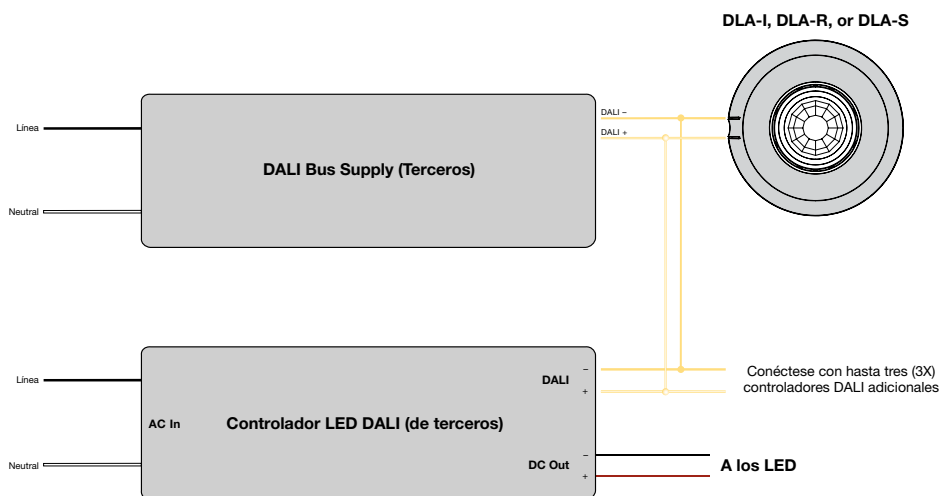 DLA-I, DLA-R, or DLA-S
DALI –
Línea
DALI +
DALI Bus Supply (Terceros)
Neutral
Línea
DALI
–
+
Conéctese con hasta tres (3X)
controladores DALI adicionales
AC In
Controlador LED DALI (de terceros)
Neutral
DC Out
–
+
A los LED